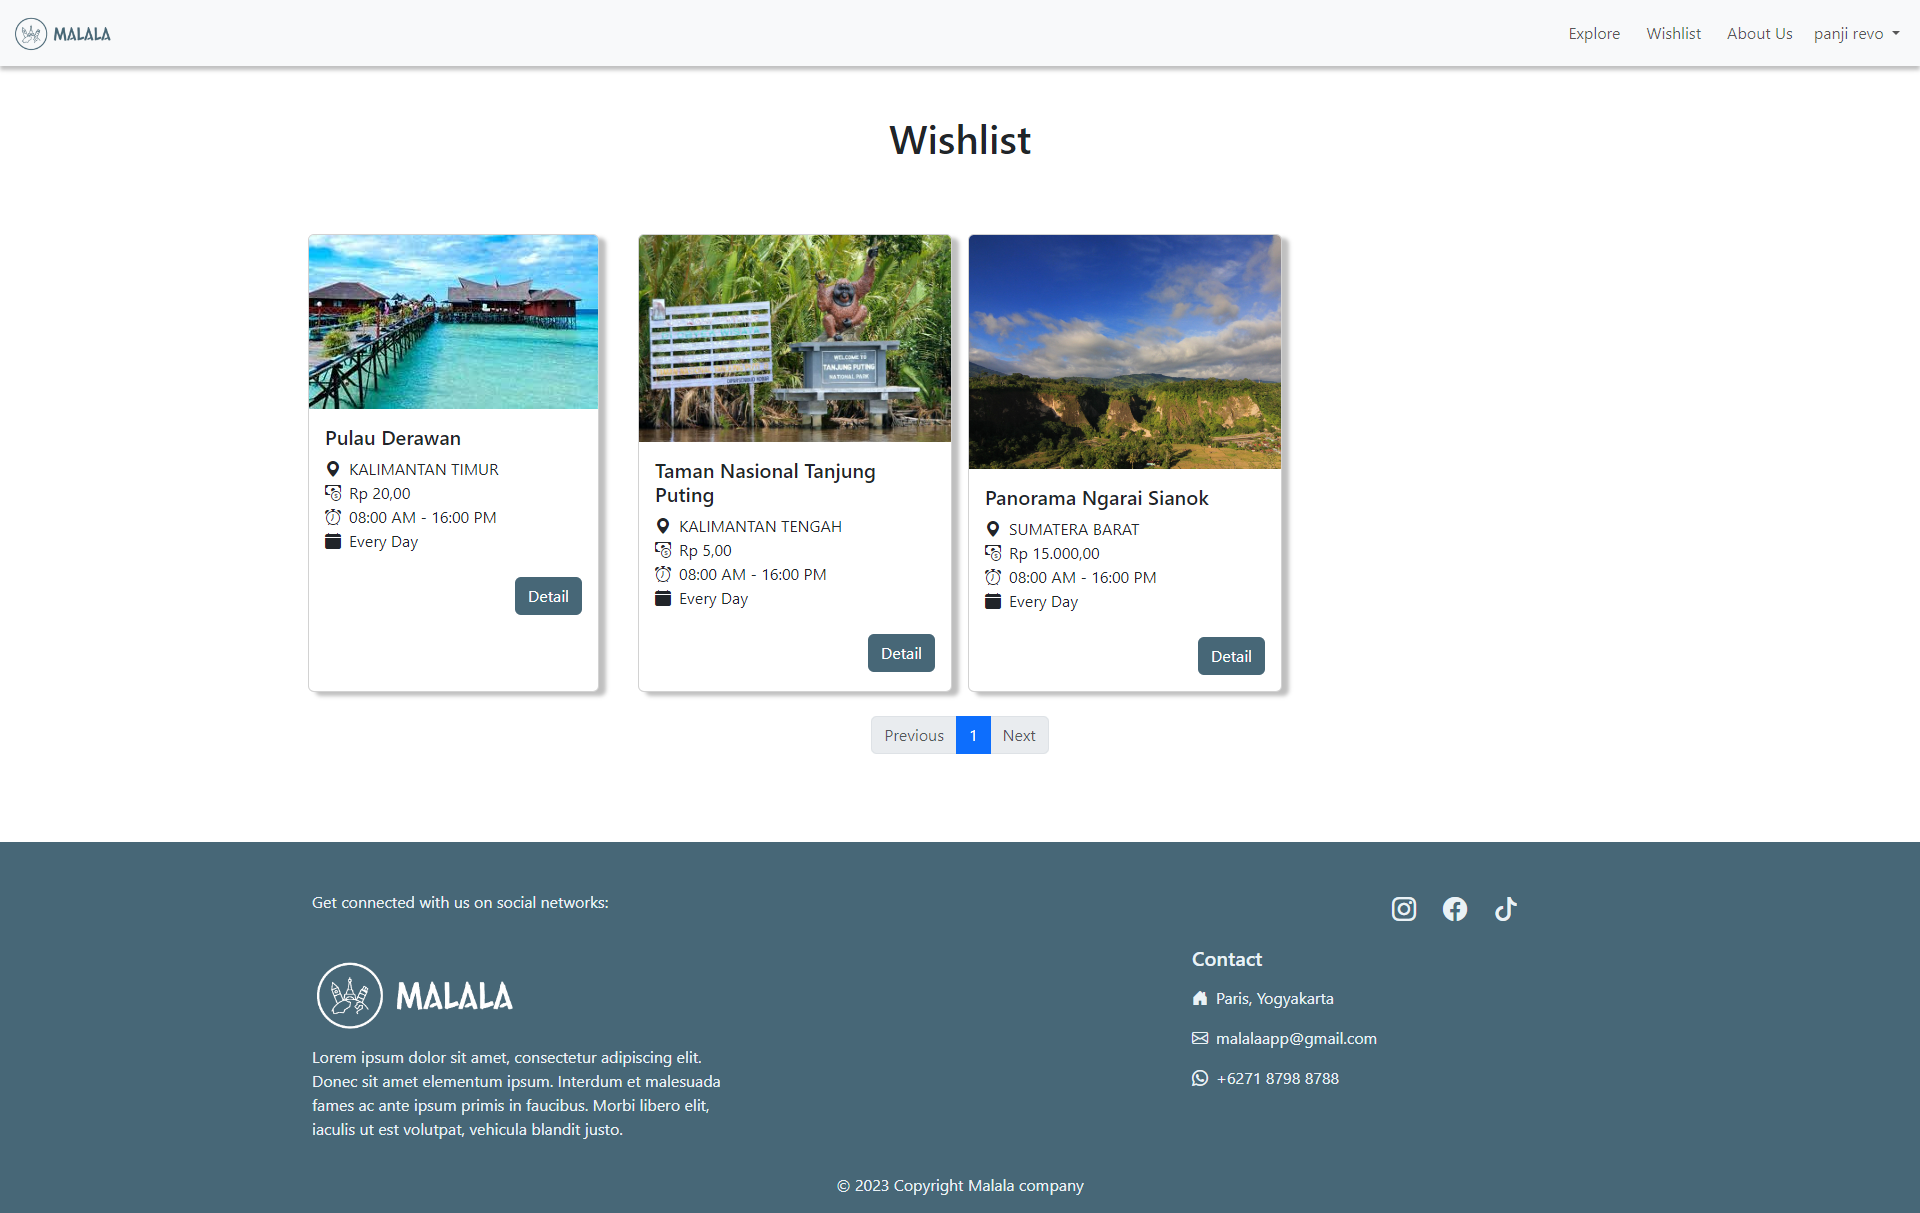 MALALA
Explore
Wishlist
About Us
panji revo
Wishlist
WELCOME TO
TANJUNG PUTING
NATIONAL PARK
Pulau Derawan
KALIMANTAN TIMUR
Rp 20,00
08:00 AM - 16:00 PM
Every Day
Detail
Taman Nasional Tanjung
Puting
KALIMANTAN TENGAH
Rp 5,00
08:00 AM - 16:00 PM
Every Day
Detail
Panorama Ngarai Sianok
SUMATERA BARAT
Rp 15.000,00
08:00 AM - 16:00 PM
Every Day
Detail
Previous
1
Next
Get connected with us on social networks:
MALALA
Lorem ipsum dolor sit amet, consectetur adipiscing elit.
Donec sit amet elementum ipsum. Interdum et malesuada
fames ac ante ipsum primis in faucibus. Morbi libero elit,
iaculis ut est volutpat, vehicula blandit justo.
Contact
Paris, Yogyakarta
malalaapp@gmail.com
+6271 8798 8788
© 2023 Copyright Malala company